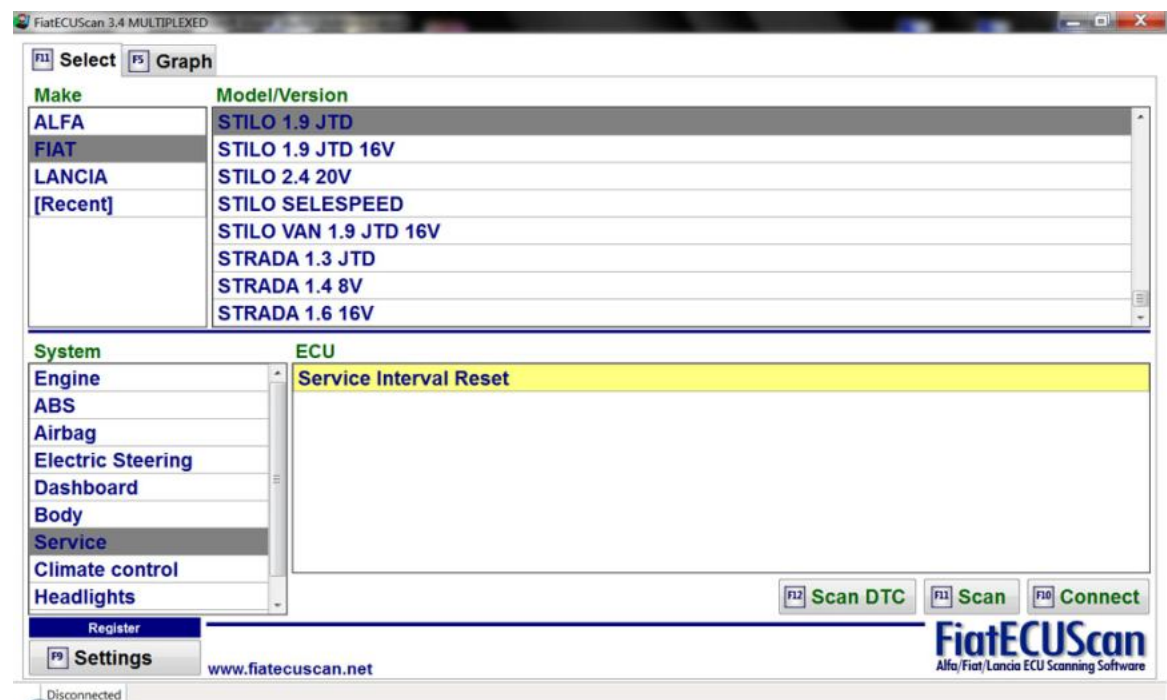 FiatECUScan 3.4 MULTIPLEXED
F11 Select F5 Graph
Make
ALFA
FIAT
LANCIA
[Recent]
Model/Version
STILO 1.9 JTD
STILO 1.9 JTD 16V
STILO 2.4 20V
STILO SELESPEED
STILO VAN 1.9 JTD 16V
STRADA 1.3 JTD
STRADA 1.4 8V
STRADA 1.6 16V
System
Engine
ABS
Airbag
Electric Steering
Dashboard
Body
Service
Climate control
Headlights
ECU
Service Interval Reset
F12 Scan DTC F11 Scan F10 Connect
Register
F9 Settings
www.fiatecuscan.net
FiatECUScan
Alfa/Fiat/Lancia ECU Scanning Software
Disconnected